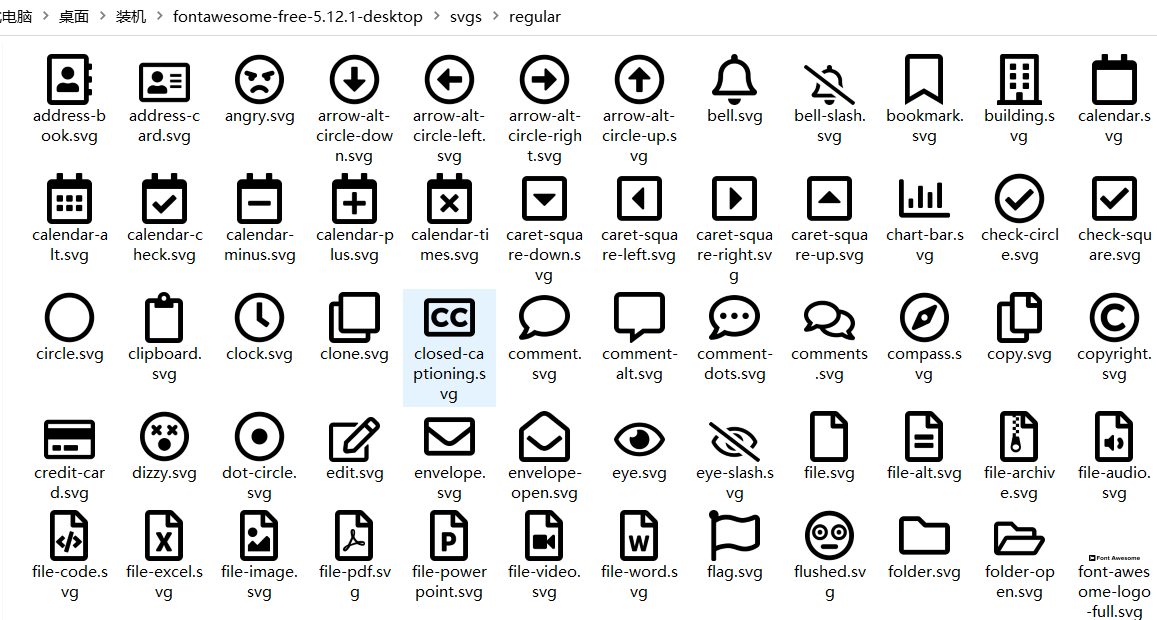 电脑 > 桌面 > 装机 > fontawesome-free-5.12.1-desktop > svgs > regular
address-b
ook.svg
address-c
ard.svg
angry.svg
arrow-alt-
circle-dow
n.svg
arrow-alt-
circle-left.
svg
arrow-alt-
circle-righ
t.svg
arrow-alt-
circle-up.s
vg
bell.svg
bell-slash.
svg
bookmark.
svg
building.s
vg
calendar.s
vg
calendar-a
lt.svg
calendar-c
heck.svg
calendar-
minus.svg
calendar-p
lus.svg
calendar-ti
mes.svg
caret-squa
re-down.s
vg
caret-squa
re-left.svg
caret-squa
re-right.sv
g
caret-squa
re-up.svg
chart-bar.s
vg
check-circl
e.svg
check-squ
are.svg
circle.svg
clipboard.
svg
clock.svg
clone.svg
CC
closed-ca
ptioning.s
vg
comment.
svg
comment-
alt.svg
comment-
dots.svg
comments
.svg
compass.s
vg
copy.svg
C
copyright.
svg
credit-car
d.svg
dizzy.svg
dot-circle.
svg
edit.svg
envelope.
svg
envelope-
open.svg
eye.svg
eye-slash.s
vg
file.svg
file-alt.svg
file-archiv
e.svg
file-audio.
svg
</>
file-code.s
vg
X
file-excel.s
vg
file-image.
svg
file-pdf.sv
g
P
file-power
point.svg
file-video.
svg
W
file-word.s
vg
flag.svg
flushed.sv
g
folder.svg
folder-op
en.svg
Font Awesome
font-awes
ome-logo
-full.svg